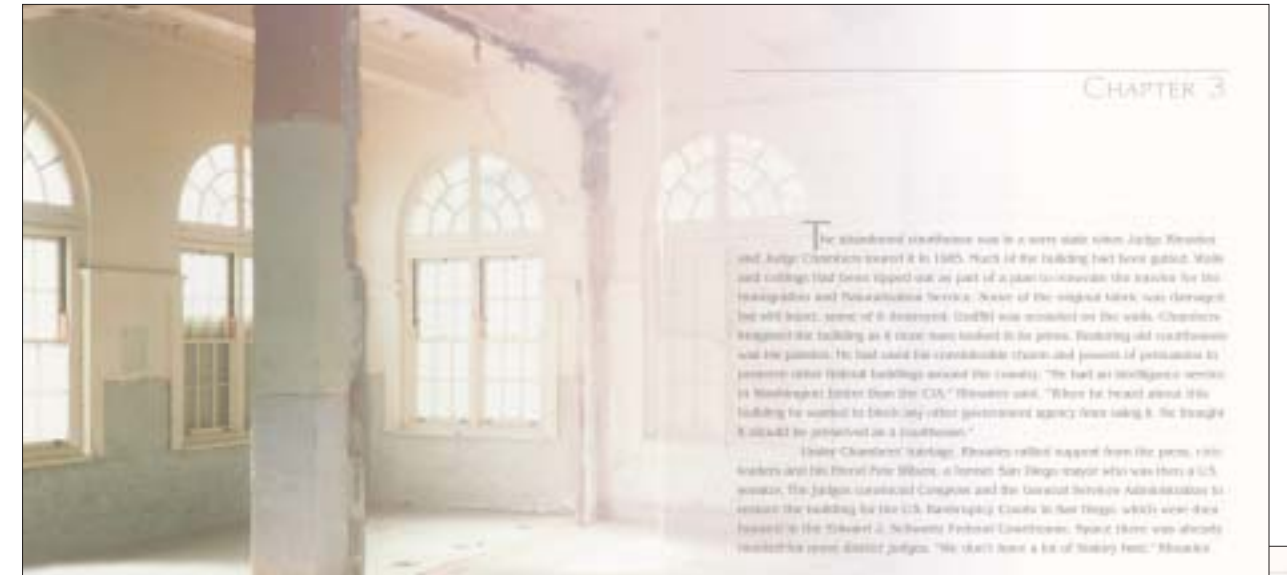 CHAPTER 3
The abandoned courthouse was in a sorry state when Judge Rhoades
and Judge Chambers toured it in 1985. Much of the building had been gutted. Walls
and ceilings had been ripped out as part of a plan to renovate the interior for the
Immigration and Naturalization Service. Some of the original fabric was damaged
but still intact, some of it destroyed. Graffiti was scrawled on the walls. Chambers
imagined the building as it must have looked in its prime. Restoring old courthouses
was his passion. He had used his considerable charm and powers of persuasion to
preserve other federal buildings around the country. "He had an intelligence service
in Washington better than the CIA," Rhoades said. "When he heard about this
building he wanted to block any other government agency from using it. He thought
it should be preserved as a courthouse."
Under Chambers' tutelage, Rhoades rallied support from the press, civic
leaders and his friend Pete Wilson, a former San Diego mayor who was then a U.S.
senator. The judges convinced Congress and the General Services Administration to
restore the building for the U.S. Bankruptcy Courts in San Diego, which were then
housed in the Edward J. Schwartz Federal Courthouse. Space there was already
needed for more district judges. "We don't have a lot of history here," Rhoades